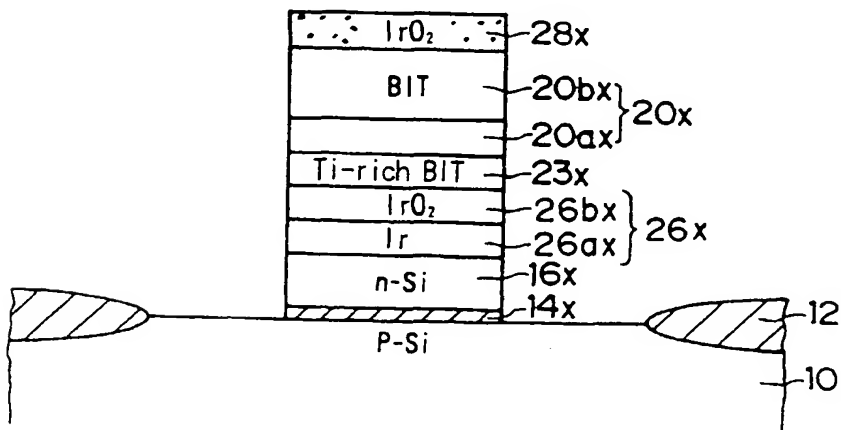 IrO₂ 28x
BIT 20bx
20x
20ax
Ti-rich BIT 23x
IrO₂ 26bx
26x
Ir 26ax
n-Si 16x
14x
12
P-Si
10